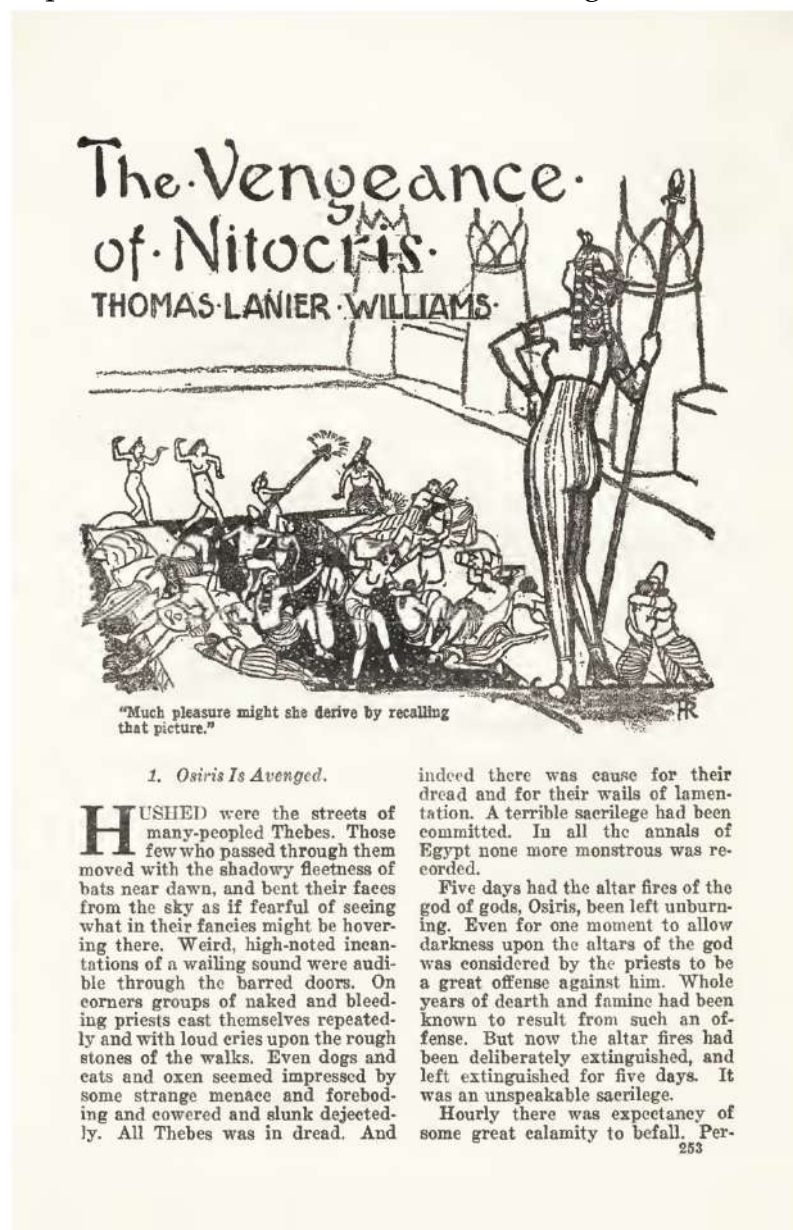 The·Vengeance·
of·Nitocris·
THOMAS·LANIER·WILLIAMS·
"Much pleasure might she derive by recalling
that picture."
HR
1. Osiris Is Avenged.
HUSHED were the streets of
many-peopled Thebes. Those
few who passed through them
moved with the shadowy fleetness of
bats near dawn, and bent their faces
from the sky as if fearful of seeing
what in their fancies might be hover-
ing there. Weird, high-noted incan-
tations of a wailing sound were audi-
ble through the barred doors. On
corners groups of naked and bleed-
ing priests cast themselves repeated-
ly and with loud cries upon the rough
stones of the walks. Even dogs and
cats and oxen seemed impressed by
some strange menace and forebod-
ing and cowered and slunk dejected-
ly. All Thebes was in dread. And
indeed there was cause for their
dread and for their wails of lamen-
tation. A terrible sacrilege had been
committed. In all the annals of
Egypt none more monstrous was re-
corded.
Five days had the altar fires of the
god of gods, Osiris, been left unburn-
ing. Even for one moment to allow
darkness upon the altars of the god
was considered by the priests to be
a great offense against him. Whole
years of dearth and famine had been
known to result from such an of-
fense. But now the altar fires had
been deliberately extinguished, and
left extinguished for five days. It
was an unspeakable sacrilege.
Hourly there was expectancy of
some great calamity to befall. Per-
253